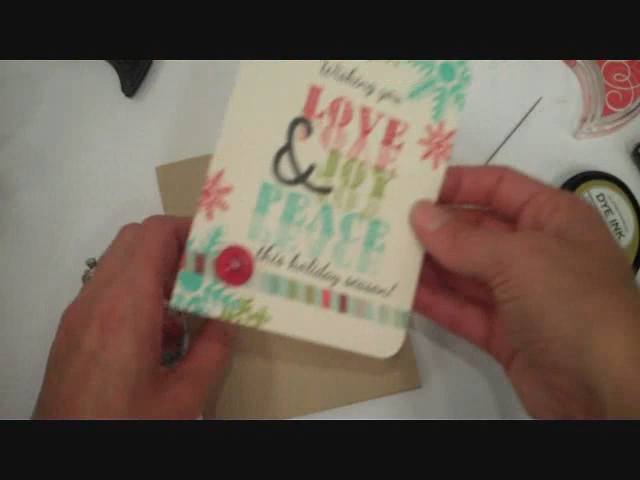 Wishing you
LOVE
& JOY
PEACE
this holiday season!
DYE INK